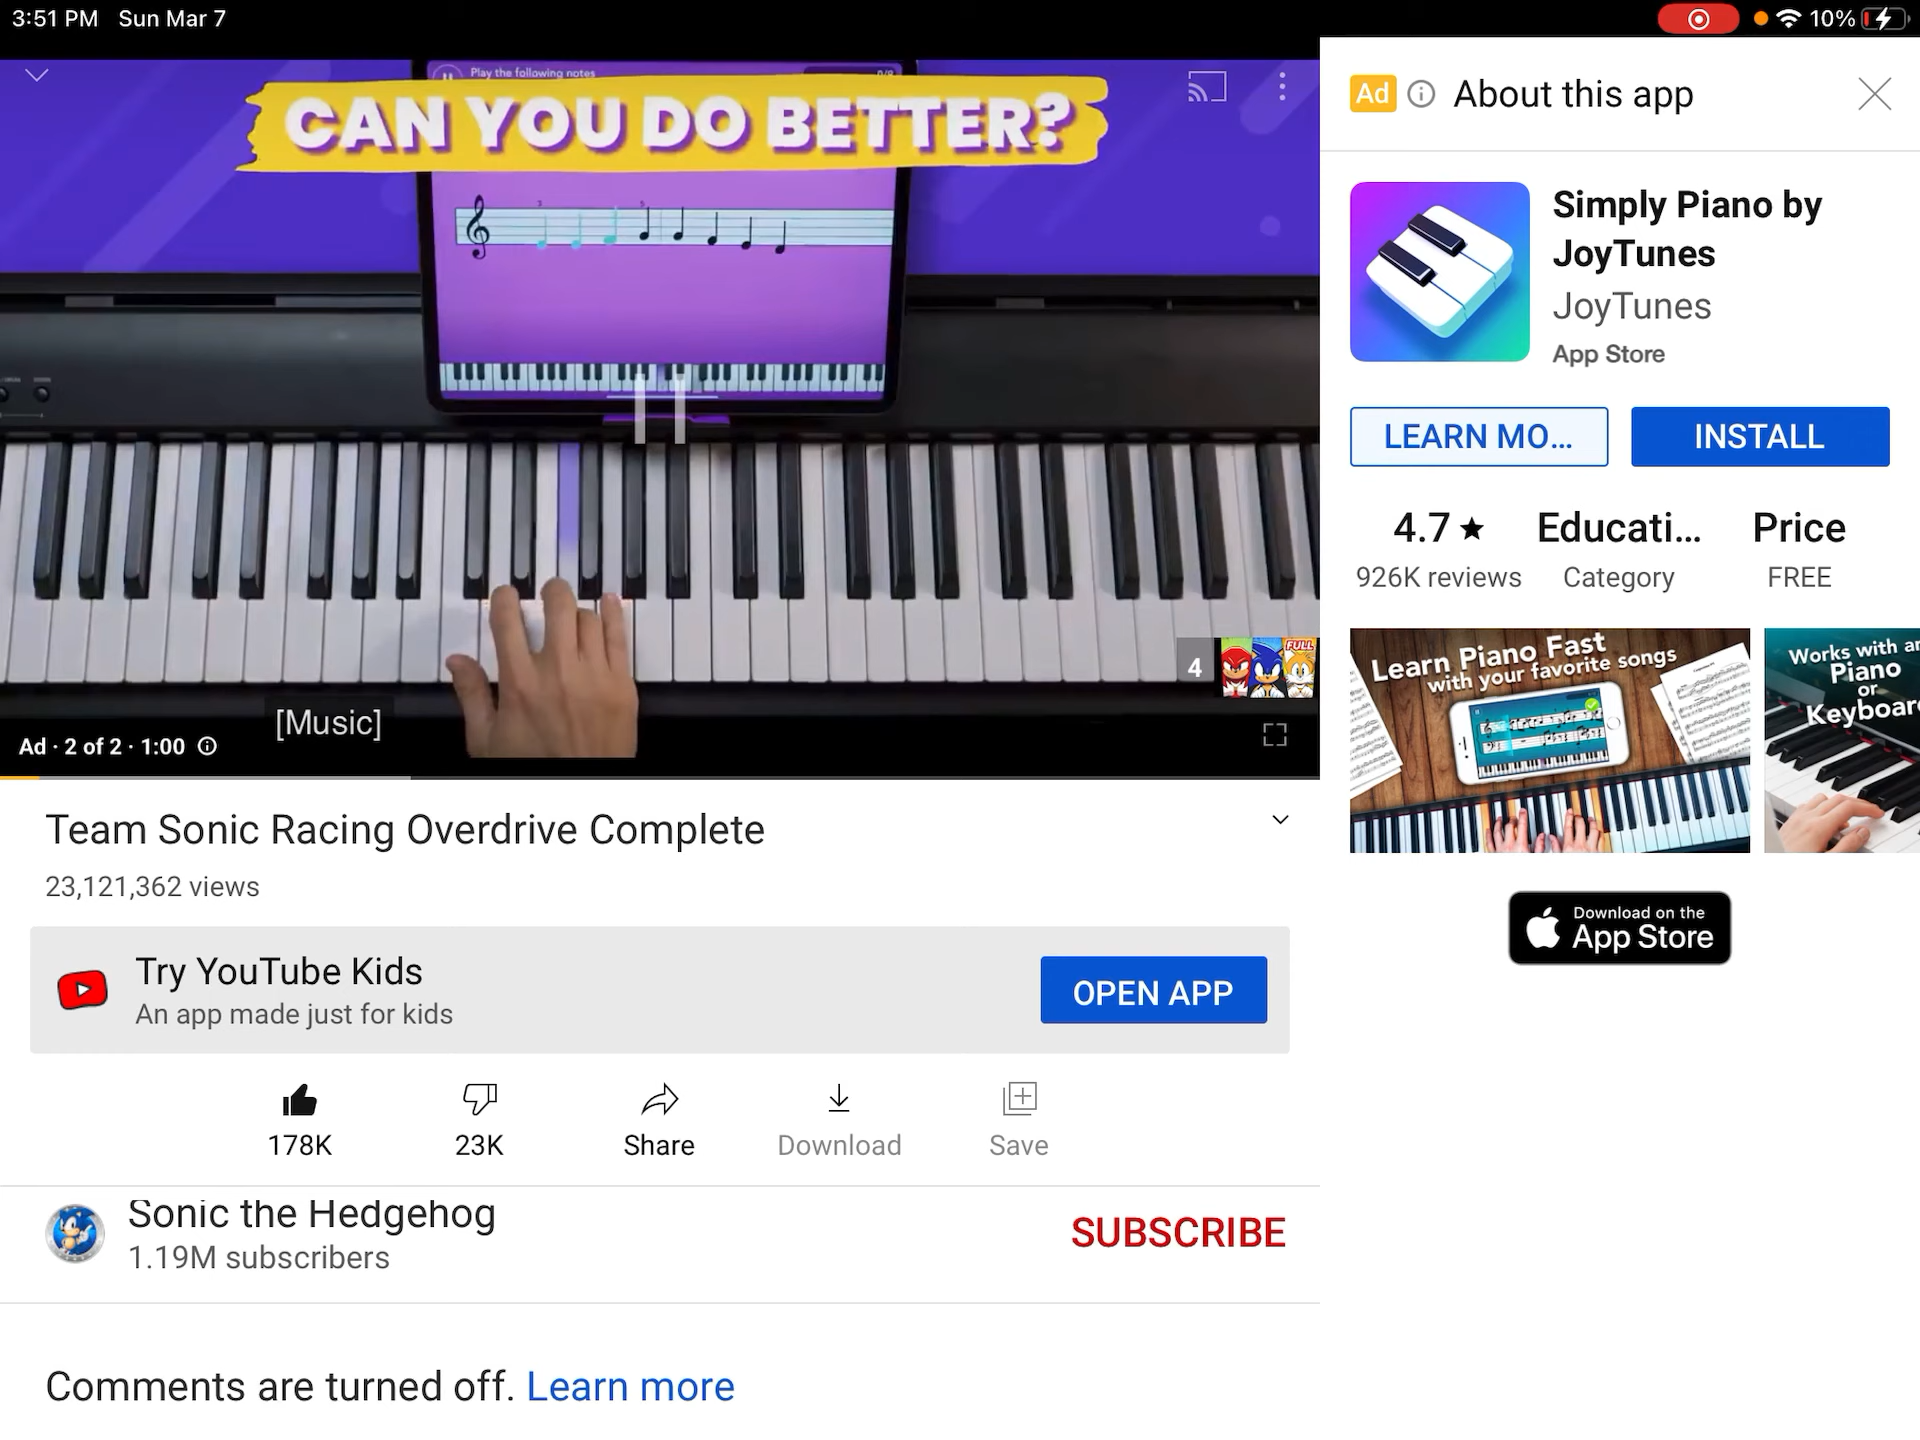 3:51 PM Sun Mar 7
10%
Play the following notes
CAN YOU DO BETTER?
4
FULL
[Music]
Ad · 2 of 2 · 1:00
Team Sonic Racing Overdrive Complete
23,121,362 views
Try YouTube Kids
An app made just for kids
OPEN APP
178K
23K
Share
Download
Save
Sonic the Hedgehog
1.19M subscribers
SUBSCRIBE
Comments are turned off. Learn more
Ad
About this app
Simply Piano by
JoyTunes
JoyTunes
App Store
LEARN MO...
INSTALL
4.7 ★
926K reviews
Educati...
Category
Price
FREE
Learn Piano Fast
with your favorite songs
Works with an
Piano
or
Keyboar
Download on the
App Store